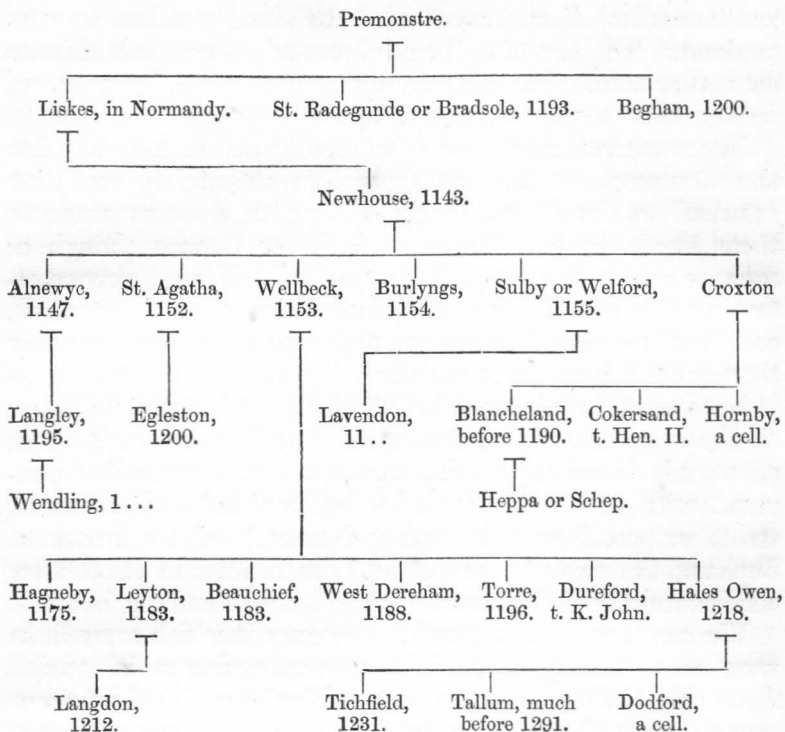 Premonstre.
Liskes, in Normandy. St. Radegunde or Bradsole, 1193. Begham, 1200.
Newhouse, 1143.
Alnewyc, St. Agatha, Wellbeck, Burlyngs, Sulby or Welford, Croxton
1147. 1152. 1153. 1154. 1155.
Langley, Egleston, Lavendon, Blancheland, Cokersand, Hornby,
1195. 1200. 11 . . before 1190. t. Hen. II. a cell.
Wendling, 1 . . . Heppa or Schep.
Hagneby, Leyton, Beauchief, West Dereham, Torre, Dureford, Hales Owen,
1175. 1183. 1183. 1188. 1196. t. K. John. 1218.
Langdon, Tichfield, Tallum, much Dodford,
1212. 1231. before 1291. a cell.